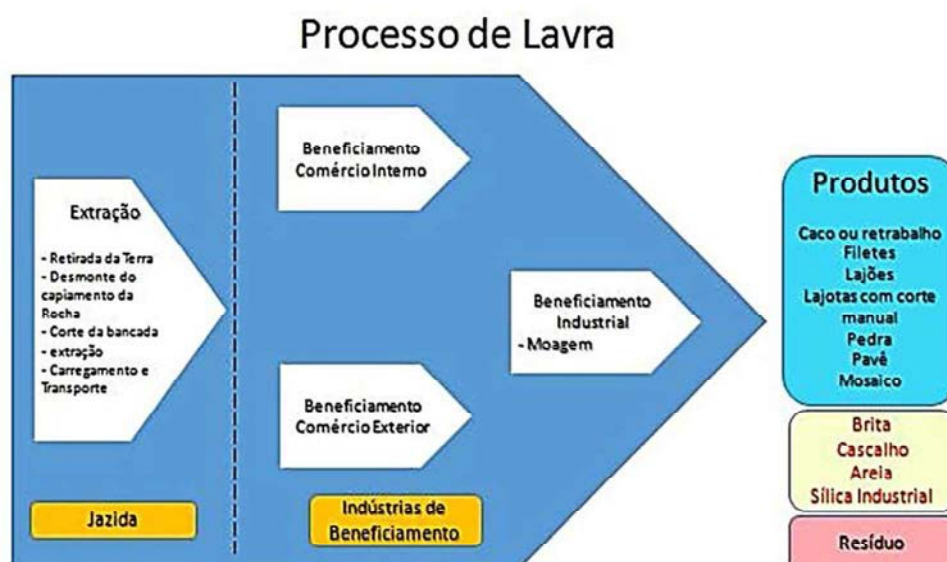 Processo de Lavra
Extração
- Retirada da Terra
- Desmonte do
capiamento da
Rocha
- Corte da bancada
- extração
- Carregamento e
Transporte
Jazida
Beneficiamento
Comércio Interno
Beneficiamento
Comércio Exterior
Indústrias de
Beneficiamento
Beneficiamento
Industrial
- Moagem
Produtos
Caco ou retrabalho
Filetes
Lajões
Lajotas com corte
manual
Pedra
Pavê
Mosaico
Brita
Cascalho
Areia
Sílica Industrial
Resíduo